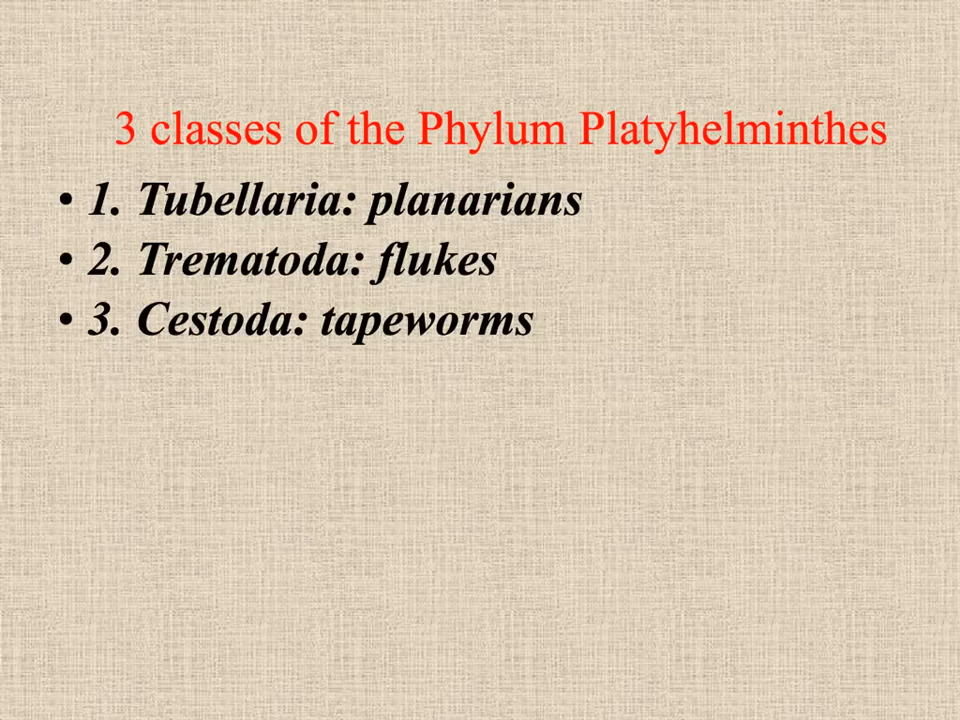 3 classes of the Phylum Platyhelminthes
• 1. Tubellaria: planarians
• 2. Trematoda: flukes
• 3. Cestoda: tapeworms